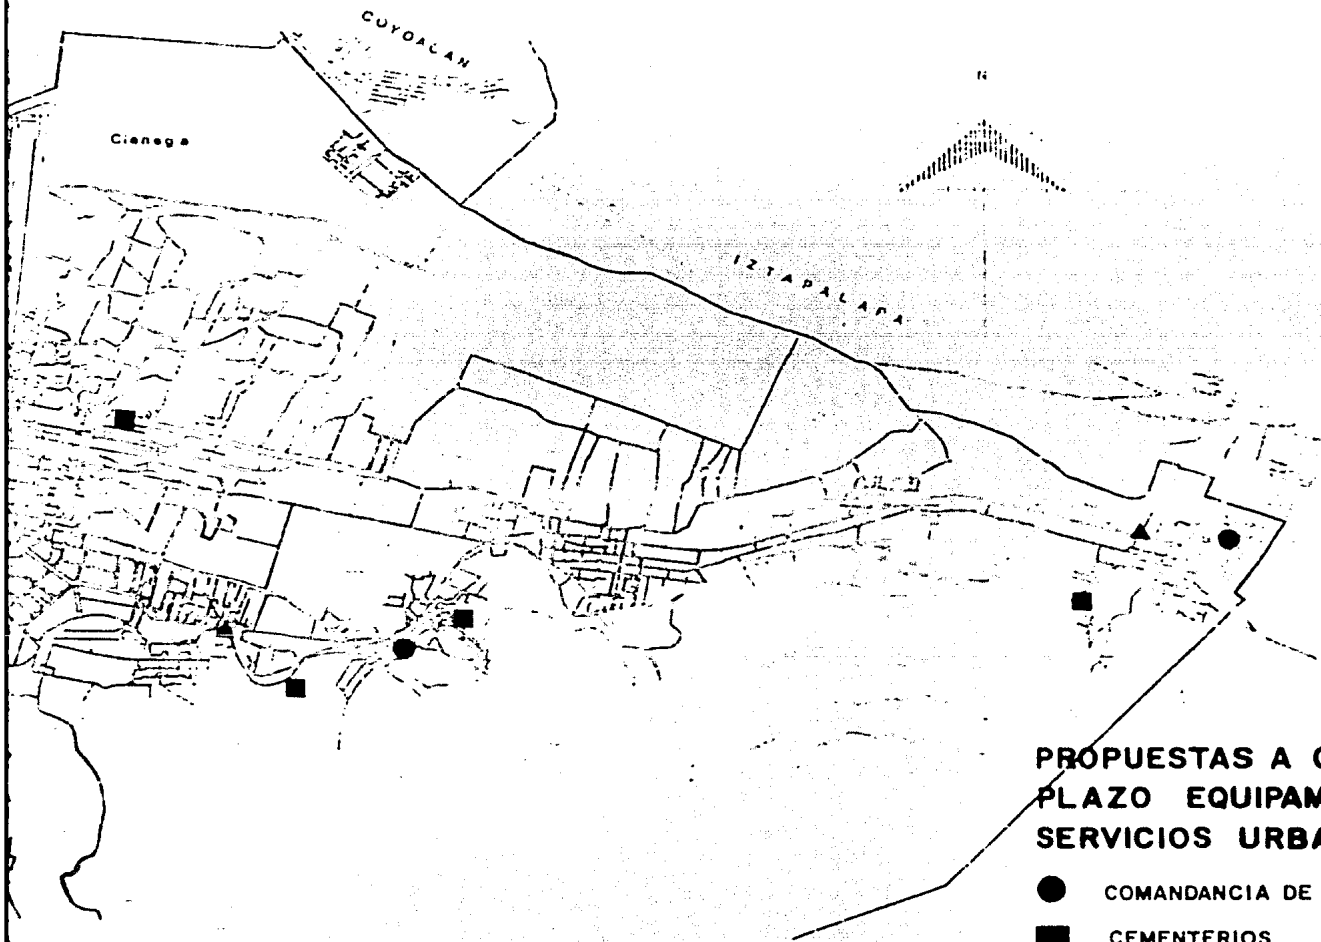 COYOACAN
N
Cienega
IZTAPALAPA
PROPUESTAS A
PLAZO EQUIPAM
SERVICIOS URBA
COMANDANCIA DE
CEMENTERIOS